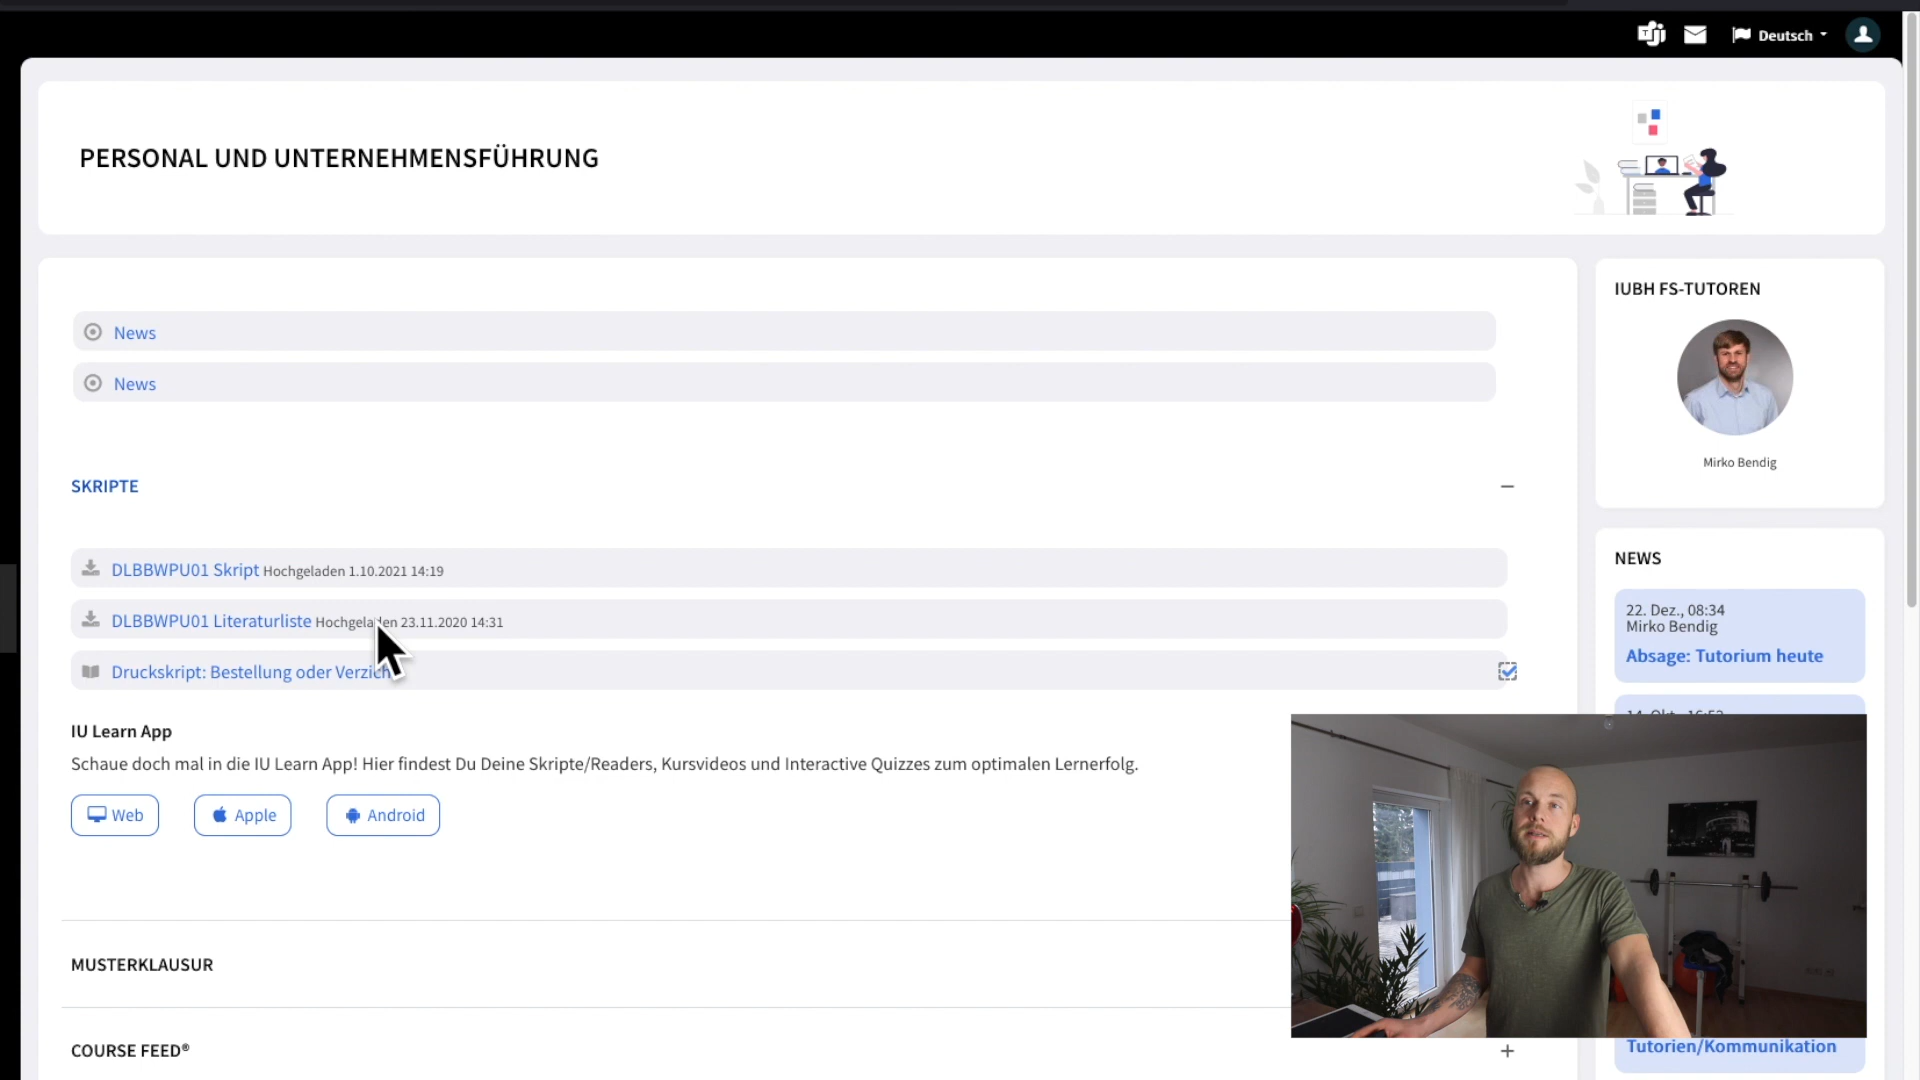 Deutsch
PERSONAL UND UNTERNEHMENSFÜHRUNG
News
News
SKRIPTE
DLBBWPU01 Skript Hochgeladen 1.10.2021 14:19
DLBBWPU01 Literaturliste Hochgeladen 23.11.2020 14:31
Druckskript: Bestellung oder
IU Learn App
Schaue doch mal in die IU Learn App! Hier findest Du Deine Skripte/Readers, Kursvideos und Interactive Quizzes zum optimalen Lernerfolg.
Web
Apple
Android
MUSTERKLAUSUR
COURSE FEED®
IUBH FS-TUTOREN
Mirko Bendig
NEWS
22. Dez., 08:34
Mirko Bendig
Absage: Tutorium heute
Tutorien/Kommunikation